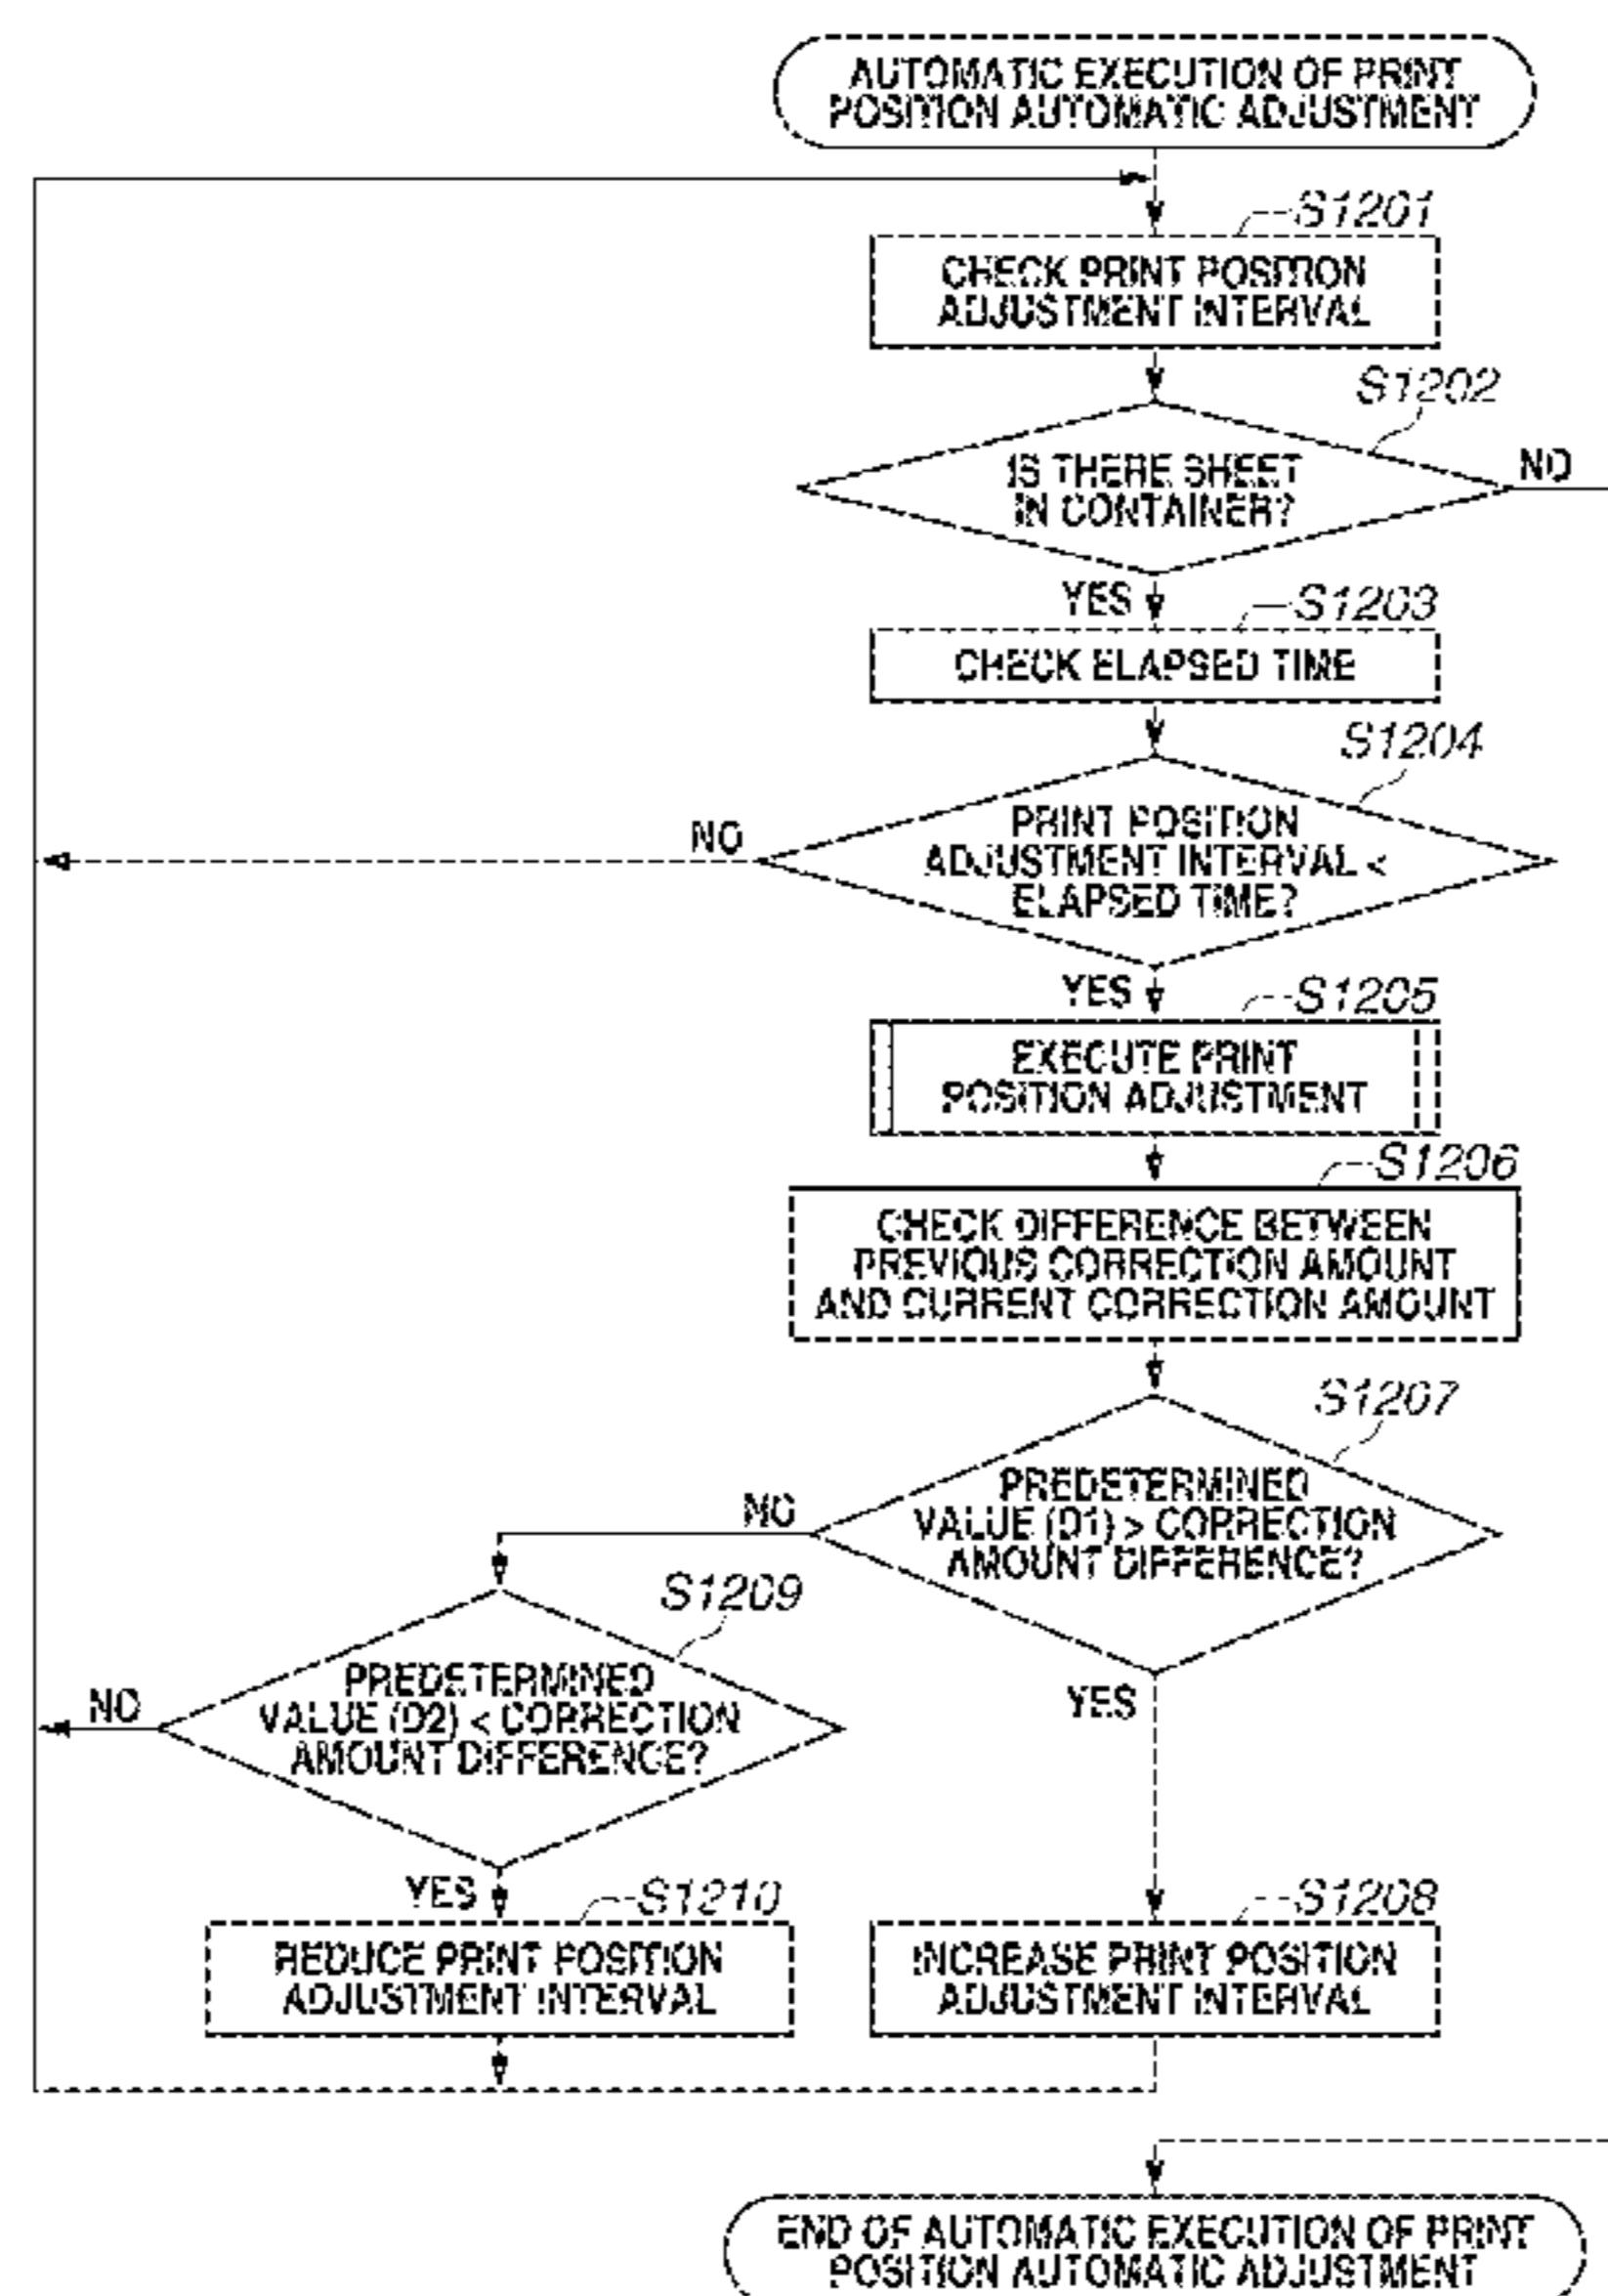 AUTOMATIC EXECUTION OF PRINT
POSITION AUTOMATIC ADJUSTMENT
S1201
CHECK PRINT POSITION
ADJUSTMENT INTERVAL
S1202
IS THERE SHEET
IN CONTAINER?
NO
YES
S1203
CHECK ELAPSED TIME
S1204
PRINT POSITION
ADJUSTMENT INTERVAL <
ELAPSED TIME?
NO
YES
S1205
EXECUTE PRINT
POSITION ADJUSTMENT
S1206
CHECK DIFFERENCE BETWEEN
PREVIOUS CORRECTION AMOUNT
AND CURRENT CORRECTION AMOUNT
S1207
PREDETERMINED
VALUE (D1) > CORRECTION
AMOUNT DIFFERENCE?
NO
YES
S1209
PREDETERMINED
VALUE (D2) < CORRECTION
AMOUNT DIFFERENCE?
NO
YES
S1210
REDUCE PRINT POSITION
ADJUSTMENT INTERVAL
S1208
INCREASE PRINT POSITION
ADJUSTMENT INTERVAL
END OF AUTOMATIC EXECUTION OF PRINT
POSITION AUTOMATIC ADJUSTMENT